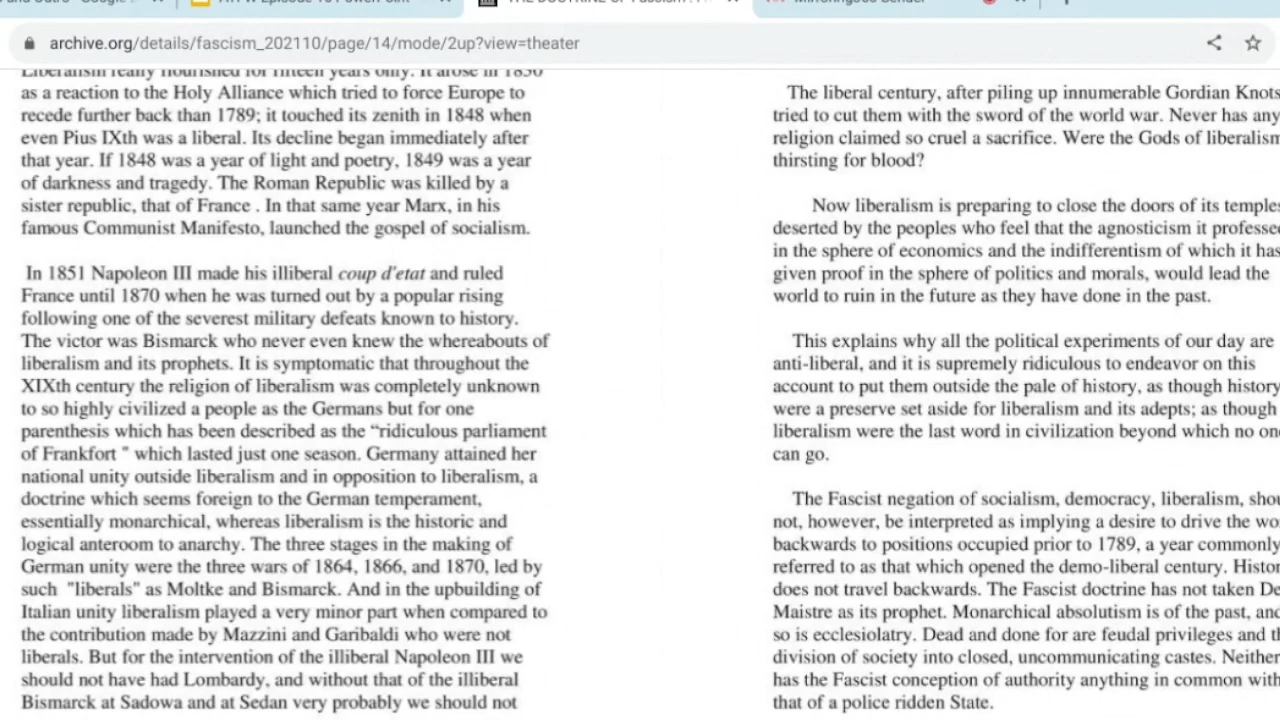 archive.org/details/fascism_202110/page/14/mode/2up?view=theater
Liberalism really flourished for fifteen years only. It arose in 1830
as a reaction to the Holy Alliance which tried to force Europe to
recede further back than 1789; it touched its zenith in 1848 when
even Pius IXth was a liberal. Its decline began immediately after
that year. If 1848 was a year of light and poetry, 1849 was a year
of darkness and tragedy. The Roman Republic was killed by a
sister republic, that of France . In that same year Marx, in his
famous Communist Manifesto, launched the gospel of socialism.
In 1851 Napoleon III made his illiberal coup d'etat and ruled
France until 1870 when he was turned out by a popular rising
following one of the severest military defeats known to history.
The victor was Bismarck who never even knew the whereabouts of
liberalism and its prophets. It is symptomatic that throughout the
XIXth century the religion of liberalism was completely unknown
to so highly civilized a people as the Germans but for one
parenthesis which has been described as the “ridiculous parliament
of Frankfort " which lasted just one season. Germany attained her
national unity outside liberalism and in opposition to liberalism, a
doctrine which seems foreign to the German temperament,
essentially monarchical, whereas liberalism is the historic and
logical anteroom to anarchy. The three stages in the making of
German unity were the three wars of 1864, 1866, and 1870, led by
such "liberals" as Moltke and Bismarck. And in the upbuilding of
Italian unity liberalism played a very minor part when compared to
the contribution made by Mazzini and Garibaldi who were not
liberals. But for the intervention of the illiberal Napoleon III we
should not have had Lombardy, and without that of the illiberal
Bismarck at Sadowa and at Sedan very probably we should not
The liberal century, after piling up innumerable Gordian Knots
tried to cut them with the sword of the world war. Never has any
religion claimed so cruel a sacrifice. Were the Gods of liberalism
thirsting for blood?
Now liberalism is preparing to close the doors of its temples
deserted by the peoples who feel that the agnosticism it professe
in the sphere of economics and the indifferentism of which it has
given proof in the sphere of politics and morals, would lead the
world to ruin in the future as they have done in the past.
This explains why all the political experiments of our day are
anti-liberal, and it is supremely ridiculous to endeavor on this
account to put them outside the pale of history, as though history
were a preserve set aside for liberalism and its adepts; as though
liberalism were the last word in civilization beyond which no on
can go.
The Fascist negation of socialism, democracy, liberalism, shou
not, however, be interpreted as implying a desire to drive the wo
backwards to positions occupied prior to 1789, a year commonly
referred to as that which opened the demo-liberal century. Histor
does not travel backwards. The Fascist doctrine has not taken De
Maistre as its prophet. Monarchical absolutism is of the past, and
so is ecclesiolatry. Dead and done for are feudal privileges and th
division of society into closed, uncommunicating castes. Neither
has the Fascist conception of authority anything in common with
that of a police ridden State.